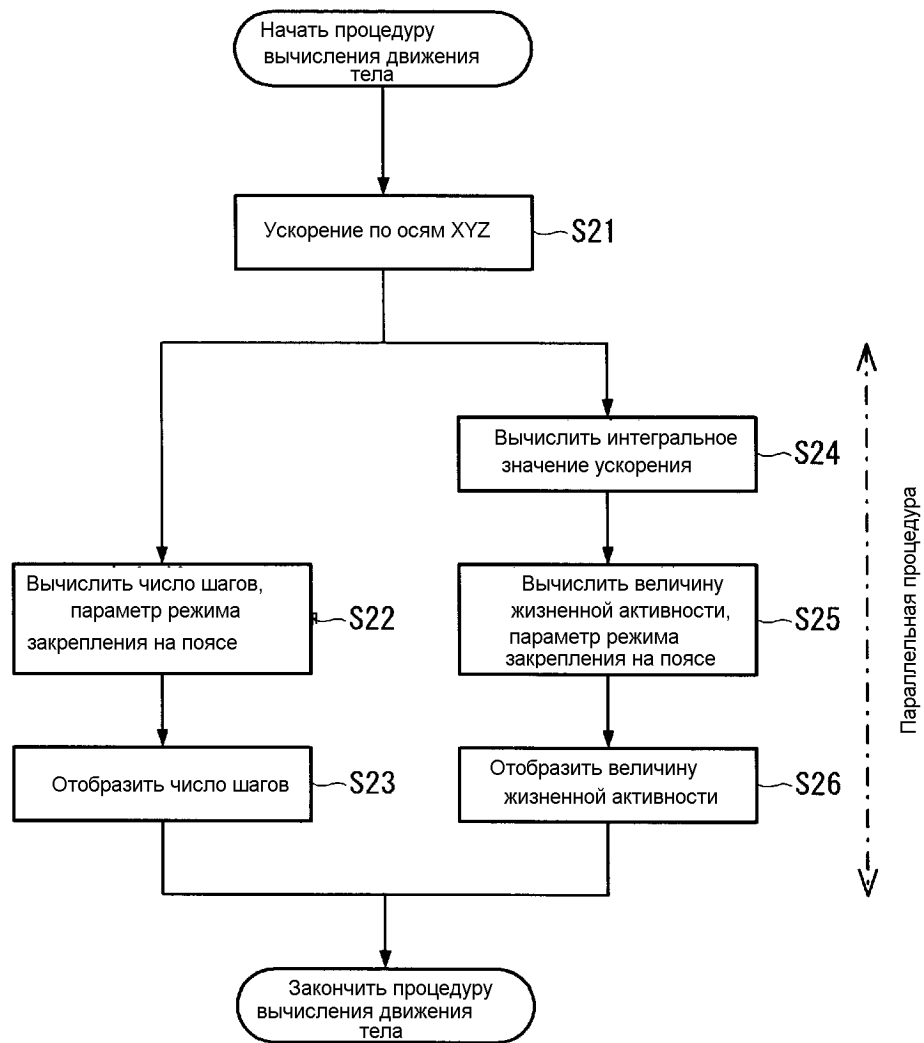 Начать процедуру
вычисления движения
тела
Ускорение по осям XYZ
S21
Вычислить интегральное
значение ускорения
S24
Вычислить число шагов,
параметр режима
закрепления на поясе
S22
Вычислить величину
жизненной активности,
параметр режима
закрепления на поясе
S25
Отобразить число шагов
S23
Отобразить величину
жизненной активности
S26
Параллельная процедура
Закончить процедуру
вычисления движения
тела